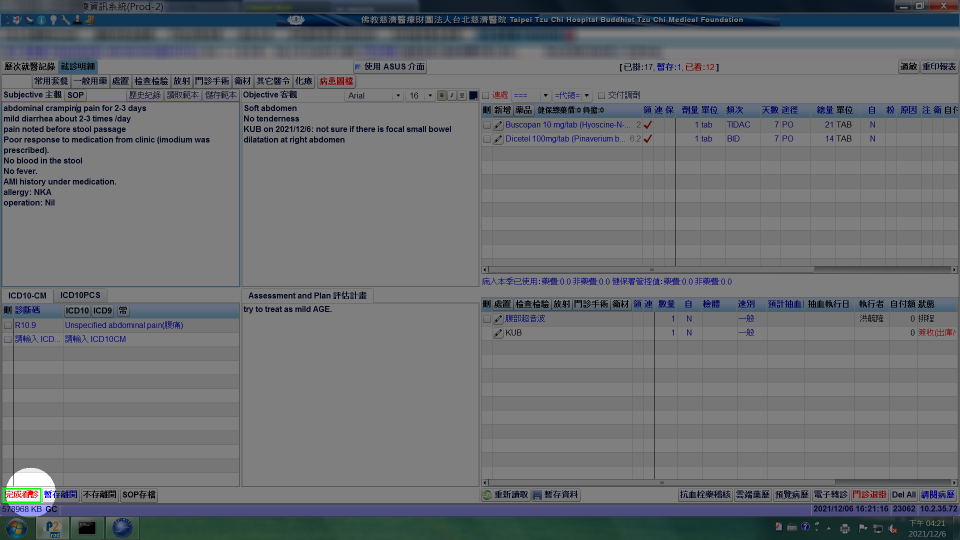 資訊系統(Prod-2)
佛教慈濟醫療財團法人台北慈濟醫院 Taipei Tzu Chi Hospital Buddhist Tzu Chi Medical Foundation
歷次就醫記錄 就診明細 使用 ASUS 介面 [已掛:17, 暫存:1, 已看:12] 過敏 重印報表
常用套餐 一般用藥 處置 檢查檢驗 放射 門診手術 衛材 其它醫令 化療 病患圖檔
Subjective 主觀 SOP 歷史紀錄 讀取範本 儲存範本
abdominal cramping pain for 2-3 days
mild diarrhea about 2-3 times /day
pain noted before stool passage
Poor response to medication from clinic (imodium was
prescribed).
No blood in the stool
No fever.
AMI history under medication.
allergy: NKA
operation: Nil
Objective 客觀 Arial 16
Soft abdomen
No tenderness
KUB on 2021/12/6: not sure if there is focal small bowel
dilatation at right abdomen
連處 === =代碼= 交付調劑
刪 新增 藥品 健保總藥價:0 自費:0 領 連 保 劑量 單位 頻次 天數 途徑 總量 單位 自 粉 原因 注 衛 自付
Buscopan 10 mg/tab (Hyoscine-N-... 2 1 tab TIDAC 7 PO 21 TAB N
Dicetel 100mg/tab (Pinaverium b... 6.2 1 tab BID 7 PO 14 TAB N
病人本季已使用:藥費:0.0 非藥費:0.0 健保署管控值:藥費:0.0 非藥費:0.0
ICD10-CM ICD10PCS
刪 診斷碼 ICD10 ICD9 常
R10.9 Unspecified abdominal pain(腹痛)
請輸入 ICD... 請輸入 ICD10CM
Assessment and Plan 評估計畫
try to treat as mild AGE.
刪 處置 檢查檢驗 放射 門診手術 衛材 領 連 數量 自 檢體 速別 預計抽血 抽血執行日 執行者 自付額 狀態
腹部超音波 1 N 一般 0 排程
KUB 1 N 一般 0 簽收(出庫/
完成看診 暫存離開 不存離開 SOP存檔
重新讀取 暫存資料 抗血栓藥稽核 雲端藥歷 預覽病歷 電子轉診 門診退掛 Del All 調閱病歷
578968 KB GC 2021/12/06 16:21:16 23062 10.2.35.72
下午 04:21
2021/12/6